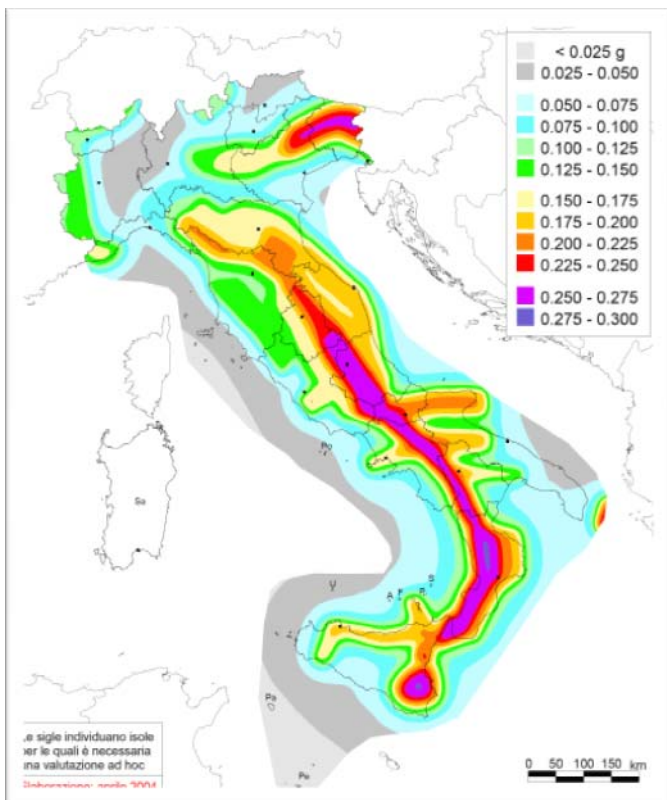 < 0.025 g
0.025 - 0.050
0.050 - 0.075
0.075 - 0.100
0.100 - 0.125
0.125 - 0.150
0.150 - 0.175
0.175 - 0.200
0.200 - 0.225
0.225 - 0.250
0.250 - 0.275
0.275 - 0.300
Po
Sa
A
Pa
Pe
0 50 100 150 km
e sigle individuano isole
er le quali è necessaria
na valutazione ad hoc
laborazione: aprile 2004